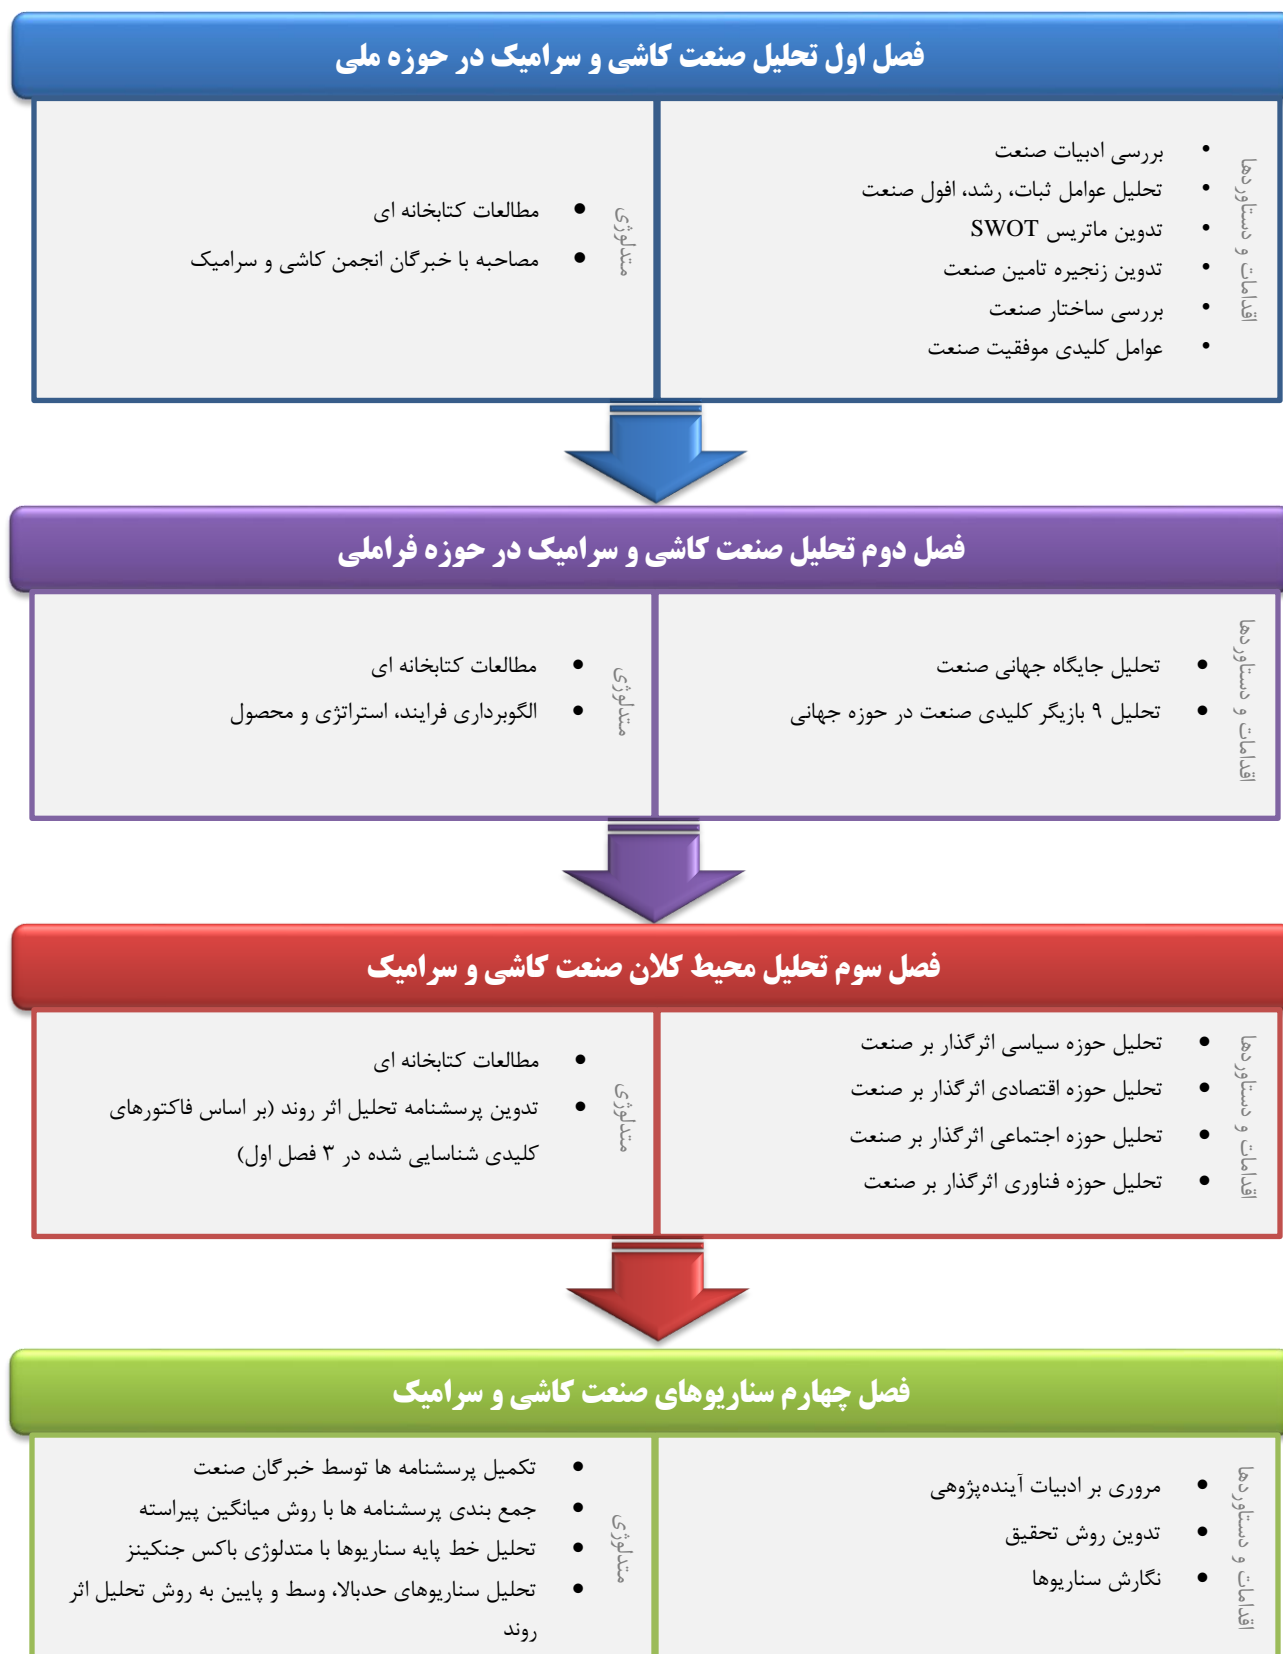 فصل اول تحلیل صنعت کاشی و سرامیک در حوزه ملی
اقدامات و دستاوردها
• بررسی ادبیات صنعت
• تحلیل عوامل ثبات، رشد، افول صنعت
• تدوین ماتریس SWOT
• تدوین زنجیره تامین صنعت
• بررسی ساختار صنعت
• عوامل کلیدی موفقیت صنعت
متدلوژی
• مطالعات کتابخانه ای
• مصاحبه با خبرگان انجمن کاشی و سرامیک
فصل دوم تحلیل صنعت کاشی و سرامیک در حوزه فراملی
اقدامات و دستاوردها
• تحلیل جایگاه جهانی صنعت
• تحلیل ۹ بازیگر کلیدی صنعت در حوزه جهانی
متدلوژی
• مطالعات کتابخانه ای
• الگوبرداری فرایند، استراتژی و محصول
فصل سوم تحلیل محیط کلان صنعت کاشی و سرامیک
اقدامات و دستاوردها
• تحلیل حوزه سیاسی اثرگذار بر صنعت
• تحلیل حوزه اقتصادی اثرگذار بر صنعت
• تحلیل حوزه اجتماعی اثرگذار بر صنعت
• تحلیل حوزه فناوری اثرگذار بر صنعت
متدلوژی
• مطالعات کتابخانه ای
• تدوین پرسشنامه تحلیل اثر روند (بر اساس فاکتورهای
کلیدی شناسایی شده در ۳ فصل اول)
فصل چهارم سناریوهای صنعت کاشی و سرامیک
اقدامات و دستاوردها
• مروری بر ادبیات آینده‌پژوهی
• تدوین روش تحقیق
• نگارش سناریوها
متدلوژی
• تکمیل پرسشنامه ها توسط خبرگان صنعت
• جمع بندی پرسشنامه ها با روش میانگین پیراسته
• تحلیل خط پایه سناریوها با متدلوژی باکس جنکینز
• تحلیل سناریوهای حدبالا، وسط و پایین به روش تحلیل اثر
روند